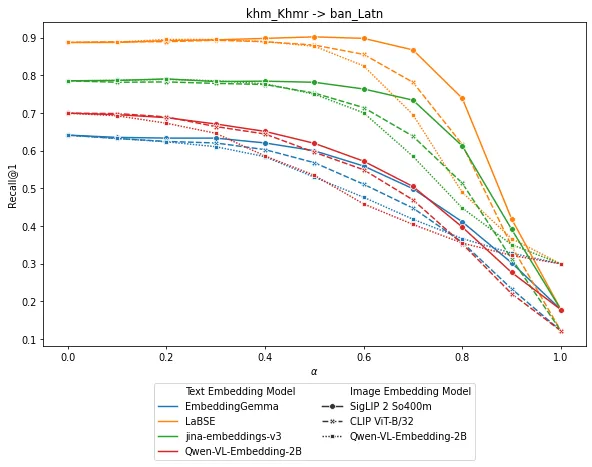 khm_Khmr -> ban_Latn
Recall@1
0.9
0.8
0.7
0.6
0.5
0.4
0.3
0.2
0.1
0.0 0.2 0.4 0.6 0.8 1.0
α
Text Embedding Model
EmbeddingGemma
LaBSE
jina-embeddings-v3
Qwen-VL-Embedding-2B
Image Embedding Model
SigLIP 2 So400m
CLIP ViT-B/32
Qwen-VL-Embedding-2B